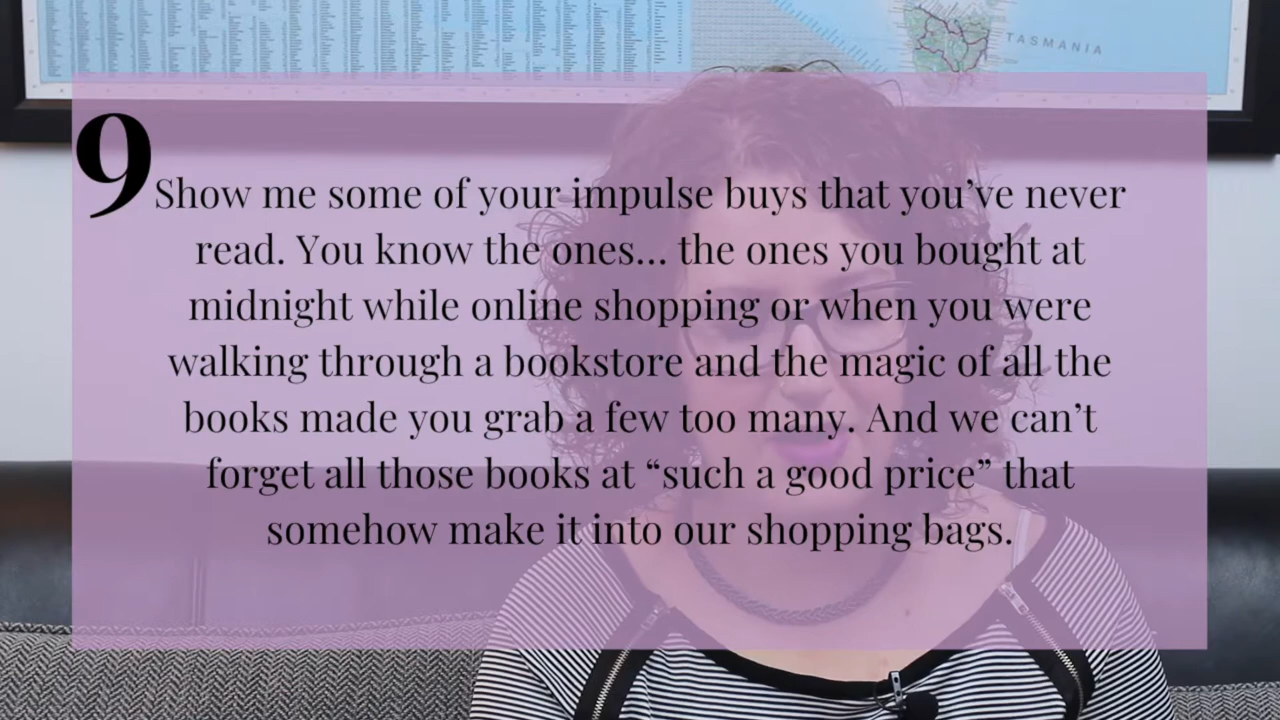 TASMANIA
9
Show me some of your impulse buys that you’ve never
read. You know the ones... the ones you bought at
midnight while online shopping or when you were
walking through a bookstore and the magic of all the
books made you grab a few too many. And we can’t
forget all those books at “such a good price” that
somehow make it into our shopping bags.